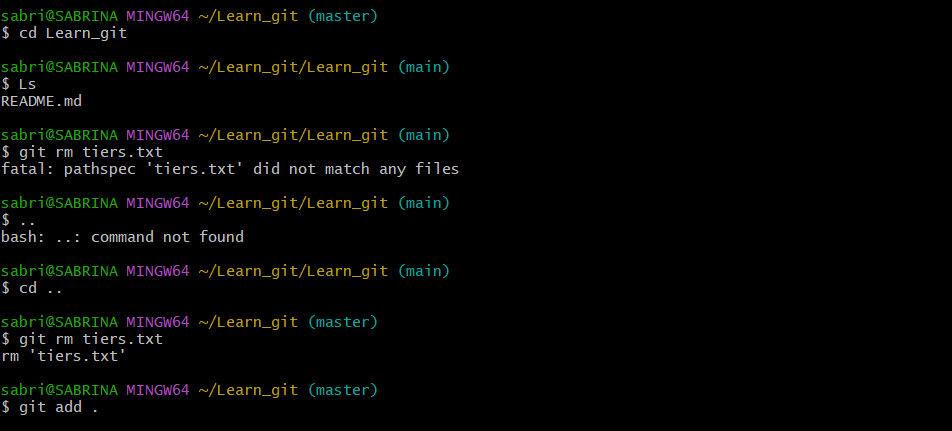 sabri@SABRINA MINGW64 ~/Learn_git (master)
$ cd Learn_git
sabri@SABRINA MINGW64 ~/Learn_git/Learn_git (main)
$ Ls
README.md
sabri@SABRINA MINGW64 ~/Learn_git/Learn_git (main)
$ git rm tiers.txt
fatal: pathspec 'tiers.txt' did not match any files
sabri@SABRINA MINGW64 ~/Learn_git/Learn_git (main)
$ ..
bash: ..: command not found
sabri@SABRINA MINGW64 ~/Learn_git/Learn_git (main)
$ cd ..
sabri@SABRINA MINGW64 ~/Learn_git (master)
$ git rm tiers.txt
rm 'tiers.txt'
sabri@SABRINA MINGW64 ~/Learn_git (master)
$ git add .